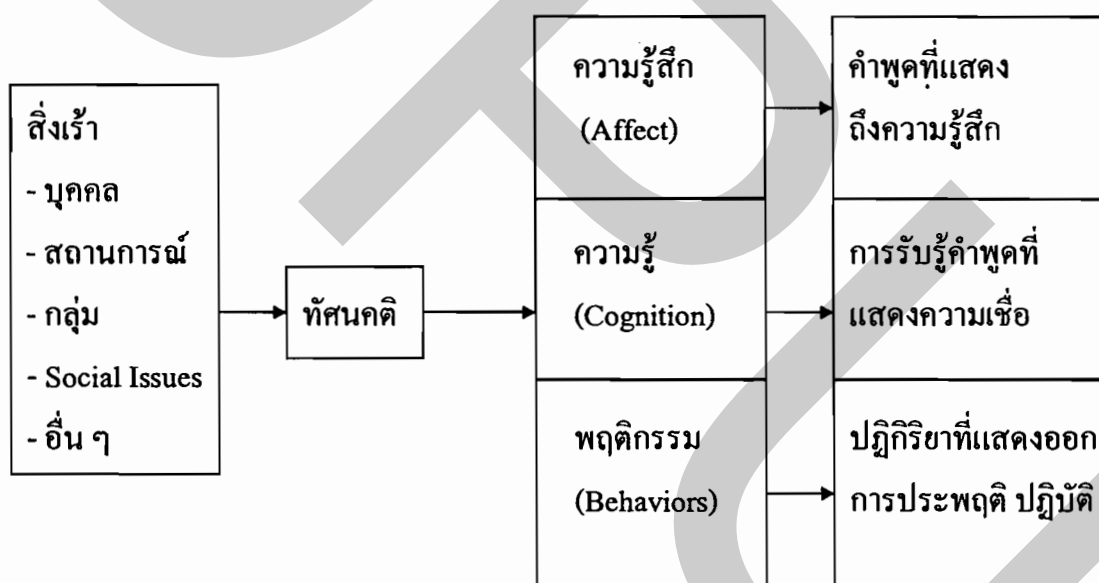 สิ่งเร้า
- บุคคล
- สถานการณ์
- กลุ่ม
- Social Issues
- อื่น ๆ
ทัศนคติ
ความรู้สึก
(Affect)
คำพูดที่แสดง
ถึงความรู้สึก
ความรู้
(Cognition)
การรับรู้คำพูดที่
แสดงความเชื่อ
พฤติกรรม
(Behaviors)
ปฏิกิริยาที่แสดงออก
การประพฤติ ปฏิบัติ